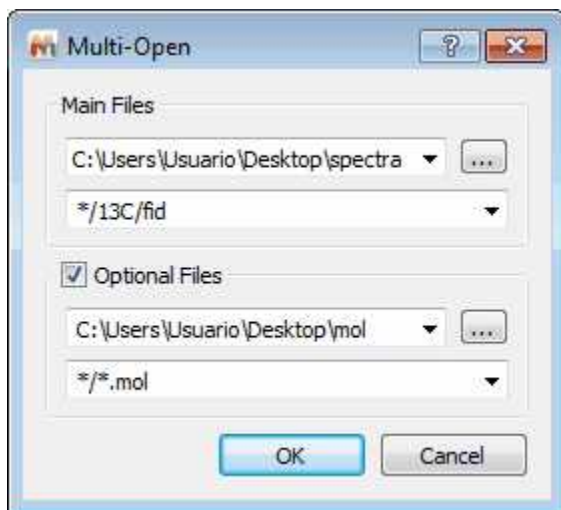 Multi-Open
Main Files
C:\Users\Usuario\Desktop\spectra
...
*/13C/fid
Optional Files
C:\Users\Usuario\Desktop\mol
...
*/*.mol
OK
Cancel